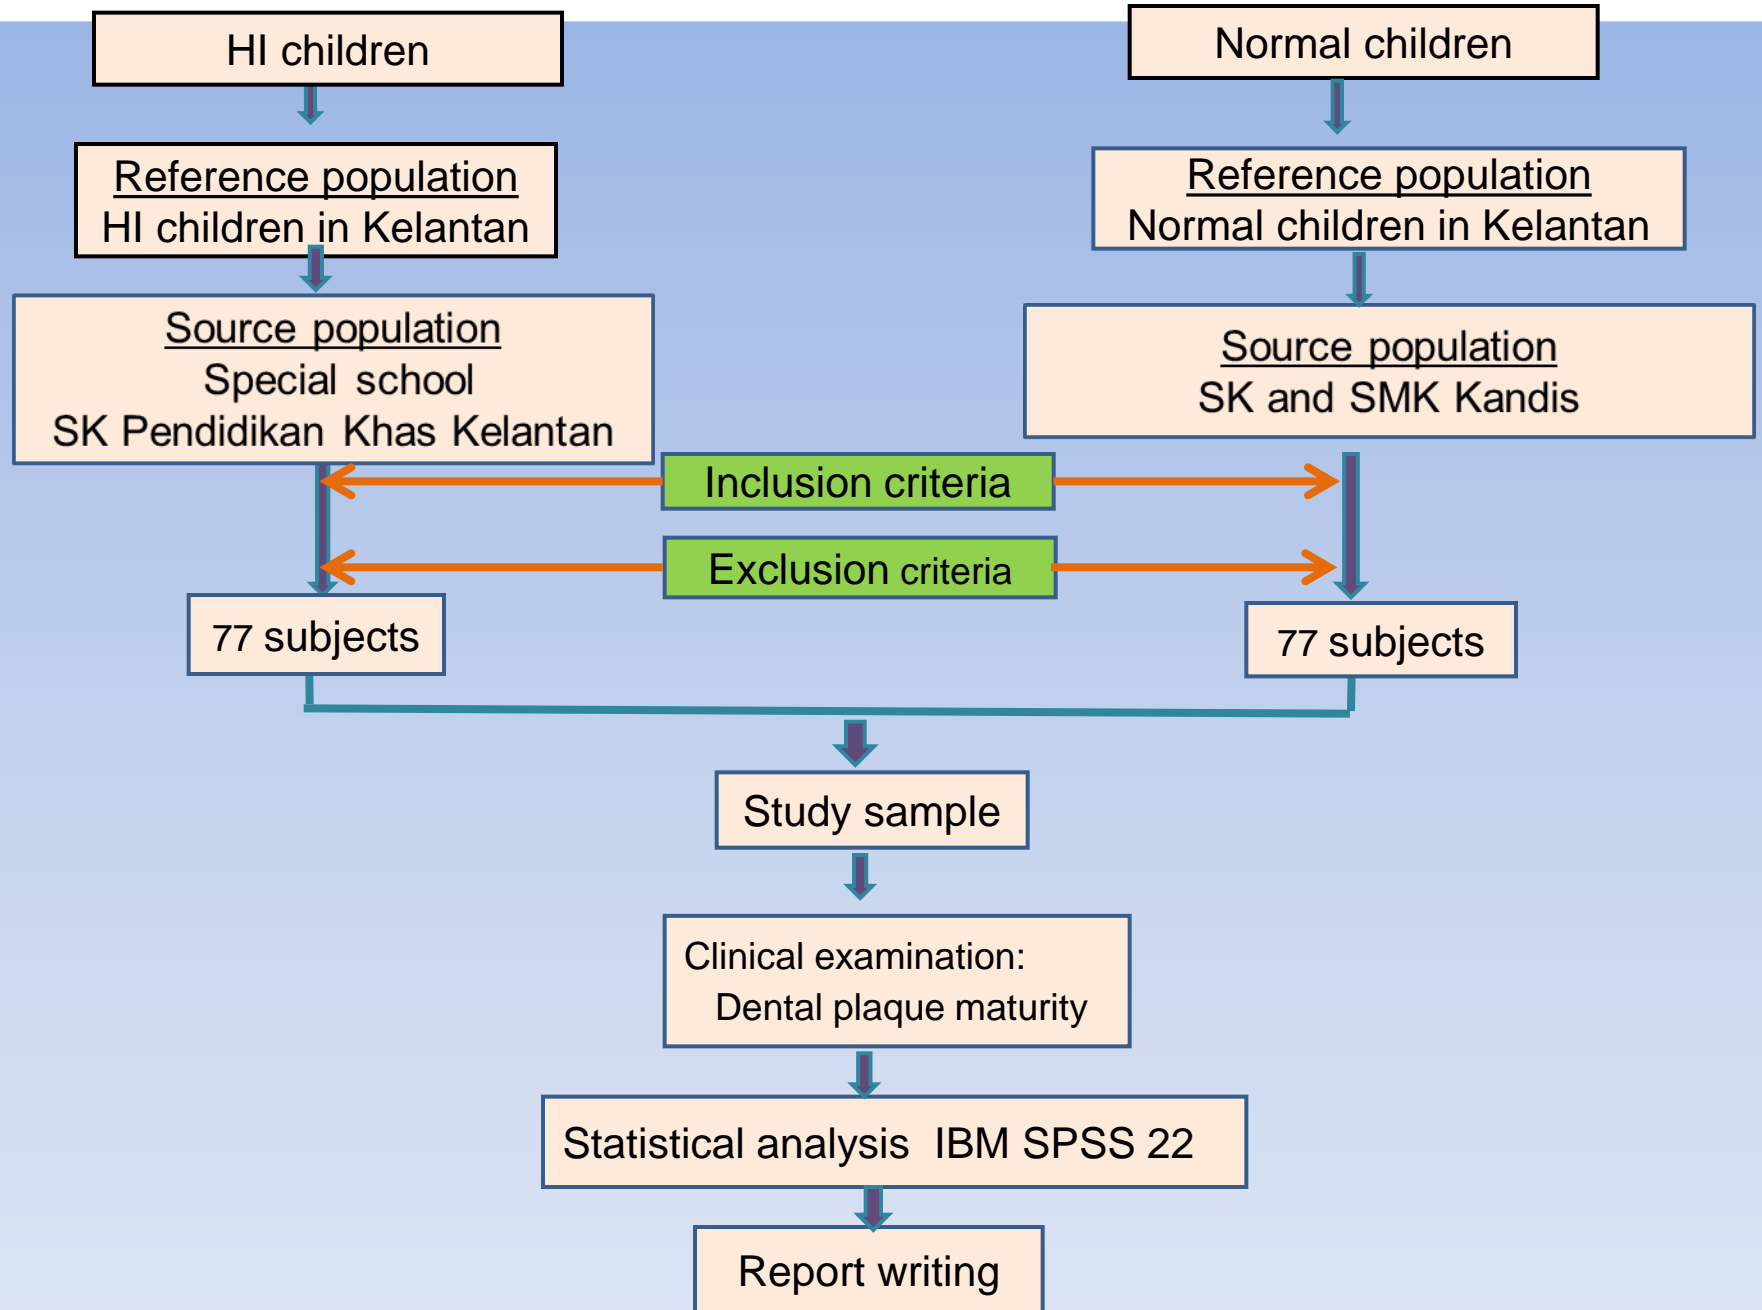 HI children
Normal children
Reference population
HI children in Kelantan
Reference population
Normal children in Kelantan
Source population
Special school
SK Pendidikan Khas Kelantan
Source population
SK and SMK Kandis
Inclusion criteria
Exclusion criteria
77 subjects
77 subjects
Study sample
Clinical examination:
Dental plaque maturity
Statistical analysis IBM SPSS 22
Report writing